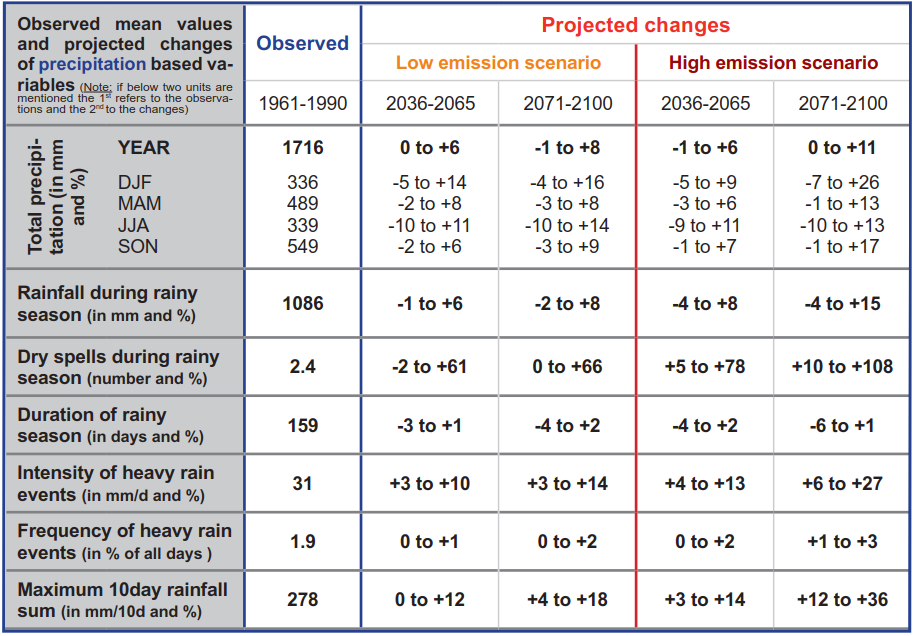 Observed mean values
and projected changes
of precipitation based va-
riables (Note: if below two units are
mentioned the 1st refers to the observa-
tions and the 2nd to the changes)
Observed
Projected changes
Low emission scenario High emission scenario
1961-1990 2036-2065 2071-2100 2036-2065 2071-2100
Total precipi-
tation (in mm
and %)
YEAR 1716 0 to +6 -1 to +8 -1 to +6 0 to +11
DJF 336 -5 to +14 -4 to +16 -5 to +9 -7 to +26
MAM 489 -2 to +8 -3 to +8 -3 to +6 -1 to +13
JJA 339 -10 to +11 -10 to +14 -9 to +11 -10 to +13
SON 549 -2 to +6 -3 to +9 -1 to +7 -1 to +17
Rainfall during rainy
season (in mm and %)
1086 -1 to +6 -2 to +8 -4 to +8 -4 to +15
Dry spells during rainy
season (number and %)
2.4 -2 to +61 0 to +66 +5 to +78 +10 to +108
Duration of rainy
season (in days and %)
159 -3 to +1 -4 to +2 -4 to +2 -6 to +1
Intensity of heavy rain
events (in mm/d and %)
31 +3 to +10 +3 to +14 +4 to +13 +6 to +27
Frequency of heavy rain
events (in % of all days )
1.9 0 to +1 0 to +2 0 to +2 +1 to +3
Maximum 10day rainfall
sum (in mm/10d and %)
278 0 to +12 +4 to +18 +3 to +14 +12 to +36